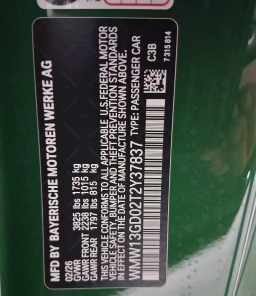 MFD BY BAYERISCHE MOTOREN WERKE AG
02/26
GVWR 3825 lbs 1735 kg
GAWR FRONT 2238 lbs 1015 kg
GAWR REAR 1797 lbs 815 kg
THIS VEHICLE CONFORMS TO ALL APPLICABLE U.S.FEDERAL MOTOR
VEHICLE SAFETY, BUMPER AND THEFT PREVENTION STANDARDS
IN EFFECT ON THE DATE OF MANUFACTURE SHOWN ABOVE.
WMW13GD02T2Y37837 TYPE: PASSENGER CAR
C3B
7 315 814